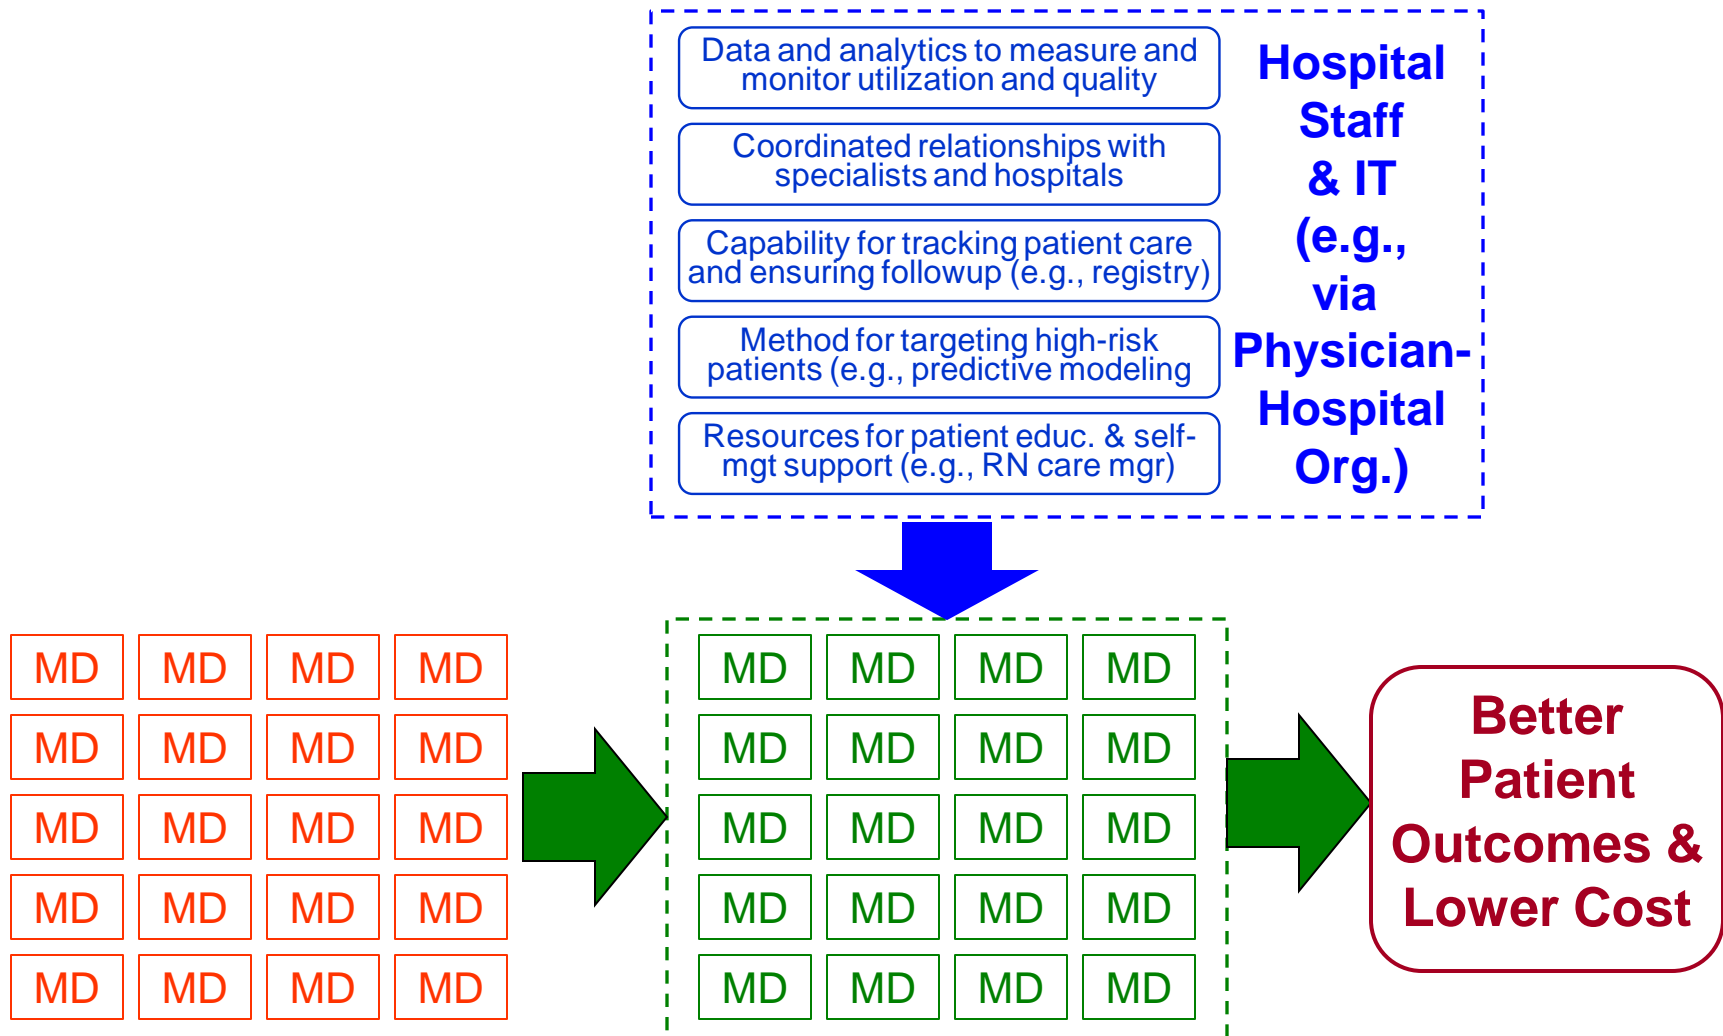 Data and analytics to measure and
monitor utilization and quality
Coordinated relationships with
specialists and hospitals
Capability for tracking patient care
and ensuring followup (e.g., registry)
Method for targeting high-risk
patients (e.g., predictive modeling
Resources for patient educ. & self-
mgt support (e.g., RN care mgr)
Hospital
Staff
& IT
(e.g.,
via
Physician-
Hospital
Org.)
MD MD MD MD
MD MD MD MD
MD MD MD MD
MD MD MD MD
MD MD MD MD
MD MD MD MD
MD MD MD MD
MD MD MD MD
MD MD MD MD
MD MD MD MD
Better
Patient
Outcomes &
Lower Cost